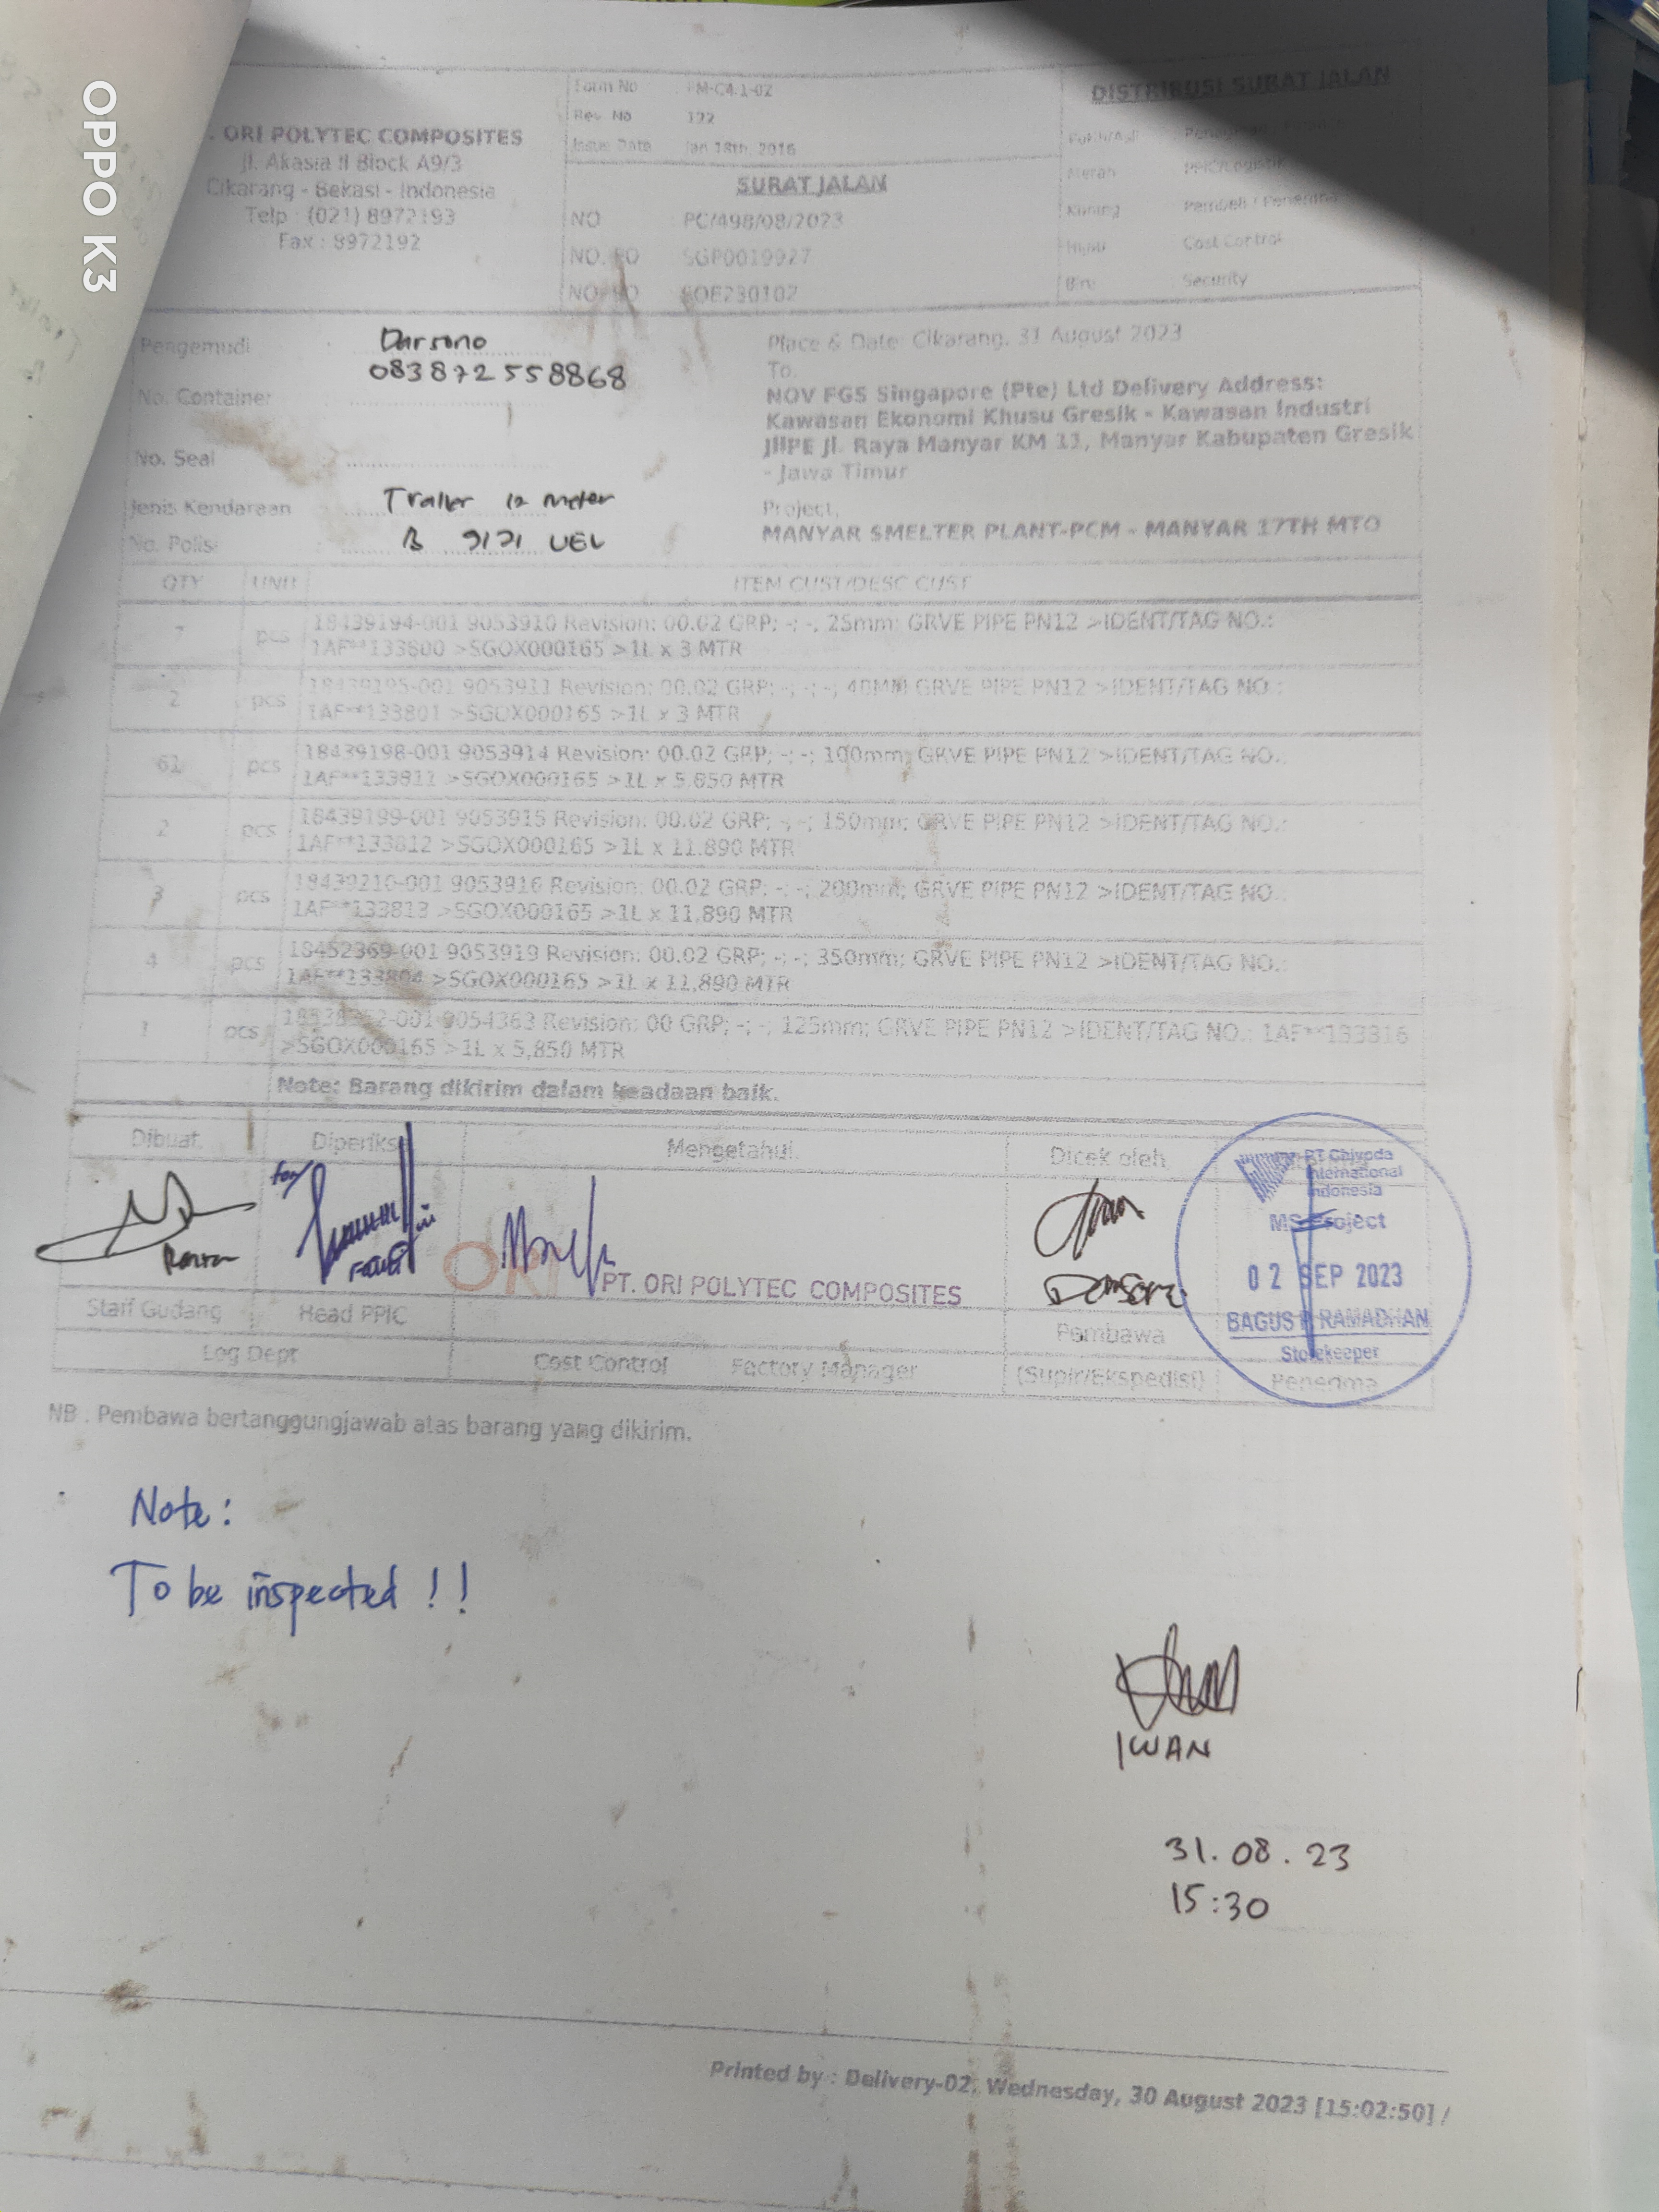 OPPO K3
. ORI POLYTEC COMPOSITES
Jl. Akasia II Block A9/3
Cikarang - Bekasi - Indonesia
Telp : (021) 8972193
Fax : 8972192
Form No : FM-C4.1-02
Rev. No : 122
Issue Date : Jan 18th, 2016
SURAT JALAN
NO PC/498/08/2023
NO. PO SGP0019927
NO. SO SOE230102
DISTRIBUSI SURAT JALAN
Putih/Asli
Merah PPIC/Logistik
Kuning Pembeli / Penerima
Hijau Cost Control
Biru Security
Pengemudi Darsono
083872558868
No. Container
No. Seal
Jenis Kendaraan Trailer 12 meter
No. Polisi B 9171 UEL
Place & Date: Cikarang, 31 August 2023
To.
NOV FGS Singapore (Pte) Ltd Delivery Address:
Kawasan Ekonomi Khusu Gresik - Kawasan Industri
JIIPE Jl. Raya Manyar KM 11, Manyar Kabupaten Gresik
- Jawa Timur
Project,
MANYAR SMELTER PLANT-PCM - MANYAR 17TH MTO
QTY UNIT ITEM CUST/DESC CUST
7 pcs 18439194-001 9053910 Revision: 00.02 GRP; -; -, 25mm; GRVE PIPE PN12 >IDENT/TAG NO.:
1AF**133800 >SGOX000165 >1L x 3 MTR
2 pcs 18439195-001 9053911 Revision: 00.02 GRP; -; -; -; 40MM GRVE PIPE PN12 >IDENT/TAG NO.:
1AF**133801 >SGOX000165 >1L x 3 MTR
61 pcs 18439198-001 9053914 Revision: 00.02 GRP; -; -; 100mm; GRVE PIPE PN12 >IDENT/TAG NO.:
1AF**133811 >SGOX000165 >1L x 5,850 MTR
2 pcs 18439199-001 9053915 Revision: 00.02 GRP; -; -; 150mm; GRVE PIPE PN12 >IDENT/TAG NO.:
1AF**133812 >SGOX000165 >1L x 11.890 MTR
3 pcs 18439210-001 9053916 Revision: 00.02 GRP; -; -; 200mm; GRVE PIPE PN12 >IDENT/TAG NO.:
1AF**133813 >SGOX000165 >1L x 11,890 MTR
4 pcs 18452369-001 9053919 Revision: 00.02 GRP; -; -; 350mm; GRVE PIPE PN12 >IDENT/TAG NO.:
1AF**133804 >SGOX000165 >1L x 11,890 MTR
1 pcs 9054363 Revision: 00 GRP; -; -; 125mm; GRVE PIPE PN12 >IDENT/TAG NO.: 1AF**133816
>SGOX000165 >1L x 5,850 MTR
Note: Barang dikirim dalam keadaan baik.
Dibuat. Diperiksa Mengetahui. Dicek oleh,
for
PT. ORI POLYTEC COMPOSITES
Darsono
PT Chiyoda
International
Indonesia
MS Project
02 SEP 2023
BAGUS P. RAMADHAN
Storekeeper
Staff Gudang Head PPIC Pembawa
Log Dept Cost Control Factory Manager (Supir/Ekspedisi) Penerima
NB : Pembawa bertanggungjawab atas barang yang dikirim.
Note :
To be inspected !!
IWAN
31.08.23
15:30
Printed by : Delivery-02, Wednesday, 30 August 2023 [15:02:50] /